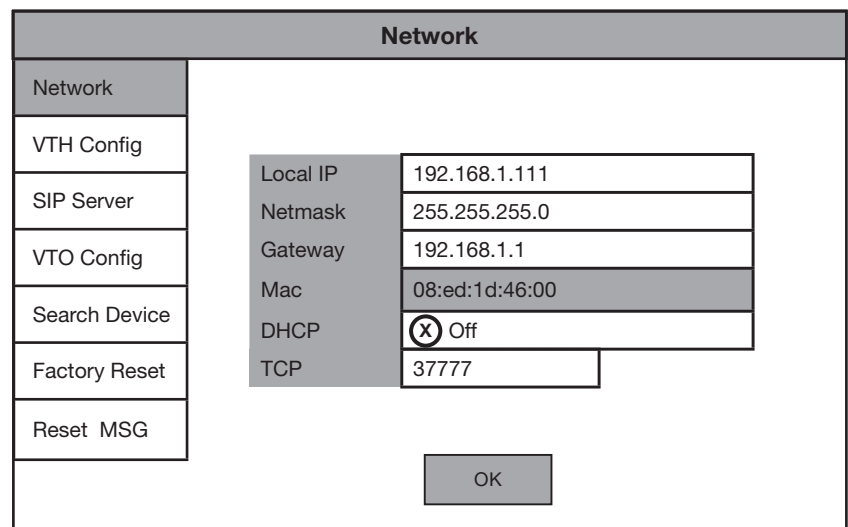 Network
Network
VTH Config
SIP Server
VTO Config
Search Device
Factory Reset
Reset MSG
Local IP 192.168.1.111
Netmask 255.255.255.0
Gateway 192.168.1.1
Mac 08:ed:1d:46:00
DHCP X Off
TCP 37777
OK